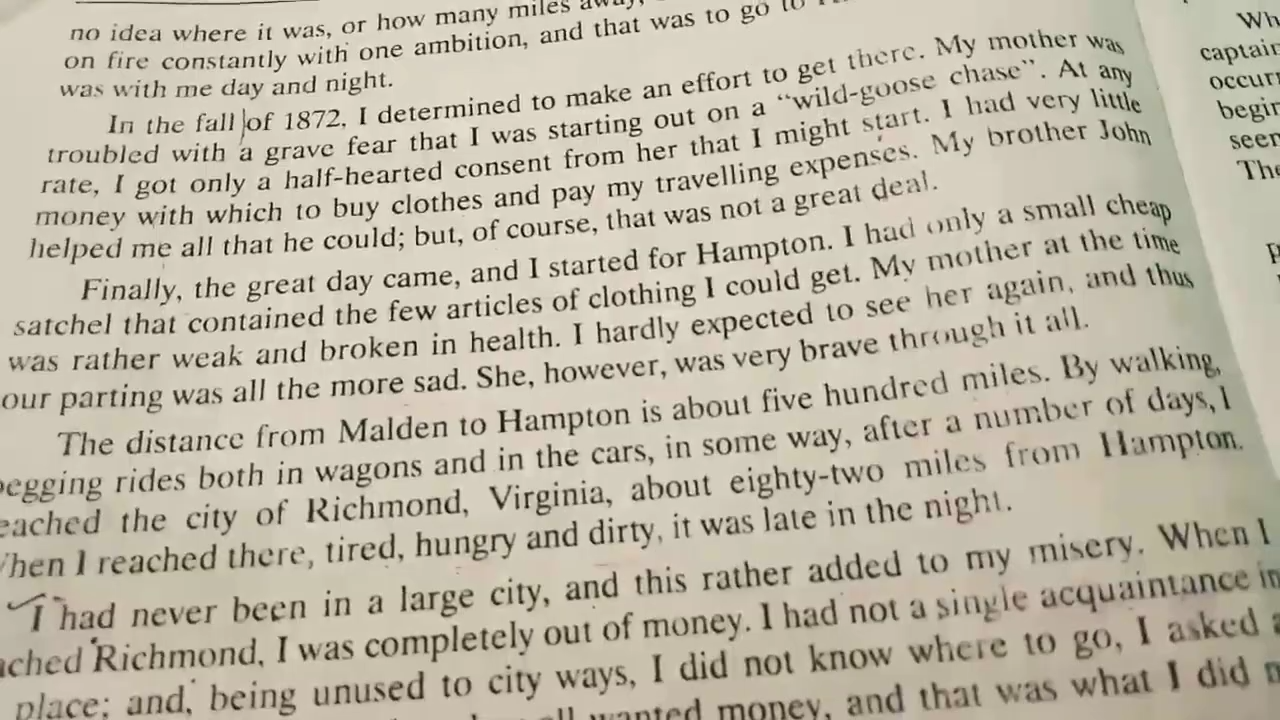 no idea where it was, or how many miles away,
on fire constantly with one ambition, and that was to go to
was with me day and night.
In the fall of 1872, I determined to make an effort to get there. My mother was
troubled with a grave fear that I was starting out on a "wild-goose chase". At any
rate, I got only a half-hearted consent from her that I might start. I had very little
money with which to buy clothes and pay my travelling expenses. My brother John
helped me all that he could; but, of course, that was not a great deal.
Finally, the great day came, and I started for Hampton. I had only a small cheap
satchel that contained the few articles of clothing I could get. My mother at the time
was rather weak and broken in health. I hardly expected to see her again, and thus
our parting was all the more sad. She, however, was very brave through it all.
The distance from Malden to Hampton is about five hundred miles. By walking,
egging rides both in wagons and in the cars, in some way, after a number of days, I
eached the city of Richmond, Virginia, about eighty-two miles from Hampton.
When I reached there, tired, hungry and dirty, it was late in the night.
I had never been in a large city, and this rather added to my misery. When I
ached Richmond, I was completely out of money. I had not a single acquaintance in
place; and, being unused to city ways, I did not know where to go, I asked a
all wanted money, and that was what I did
Wh
captain
occurr
begin
seem
The